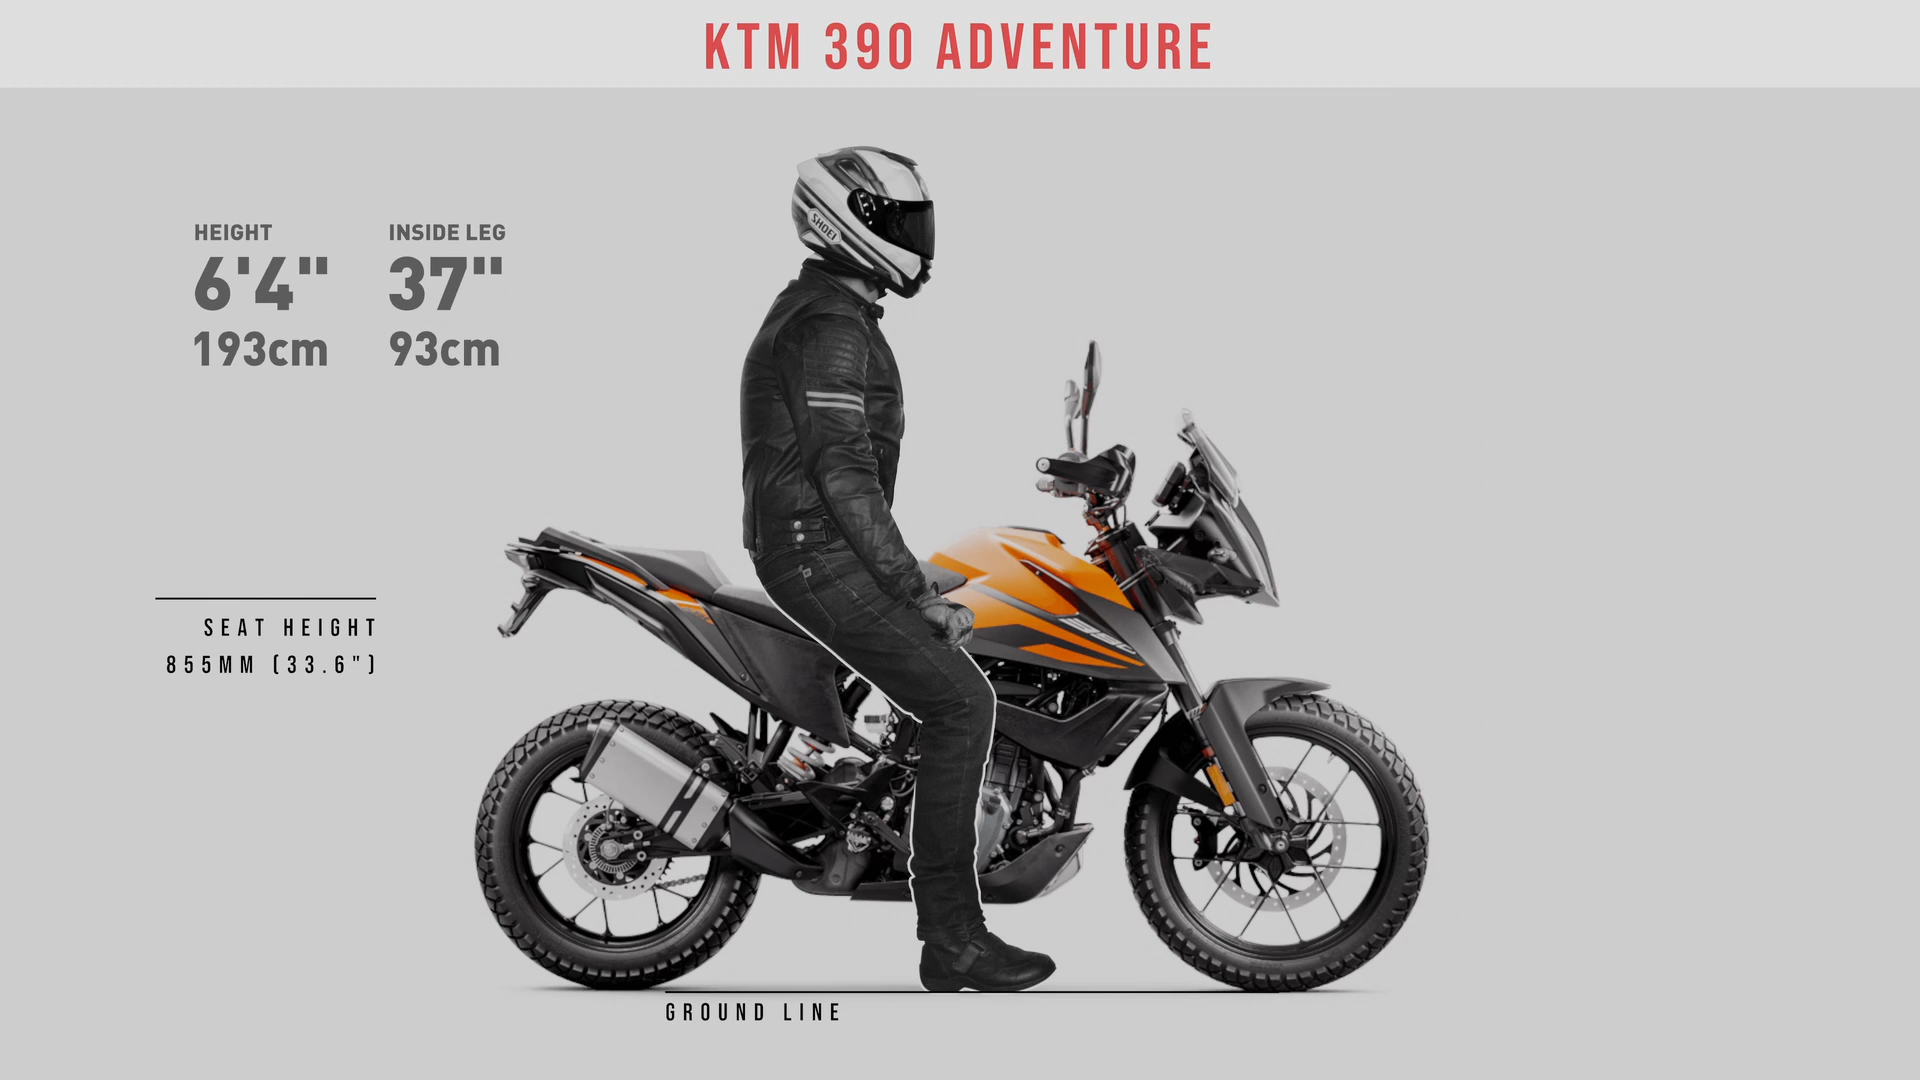 KTM 390 ADVENTURE
HEIGHT
6'4"
193cm
INSIDE LEG
37"
93cm
SHOEI
SEAT HEIGHT
855MM (33.6")
390
GROUND LINE